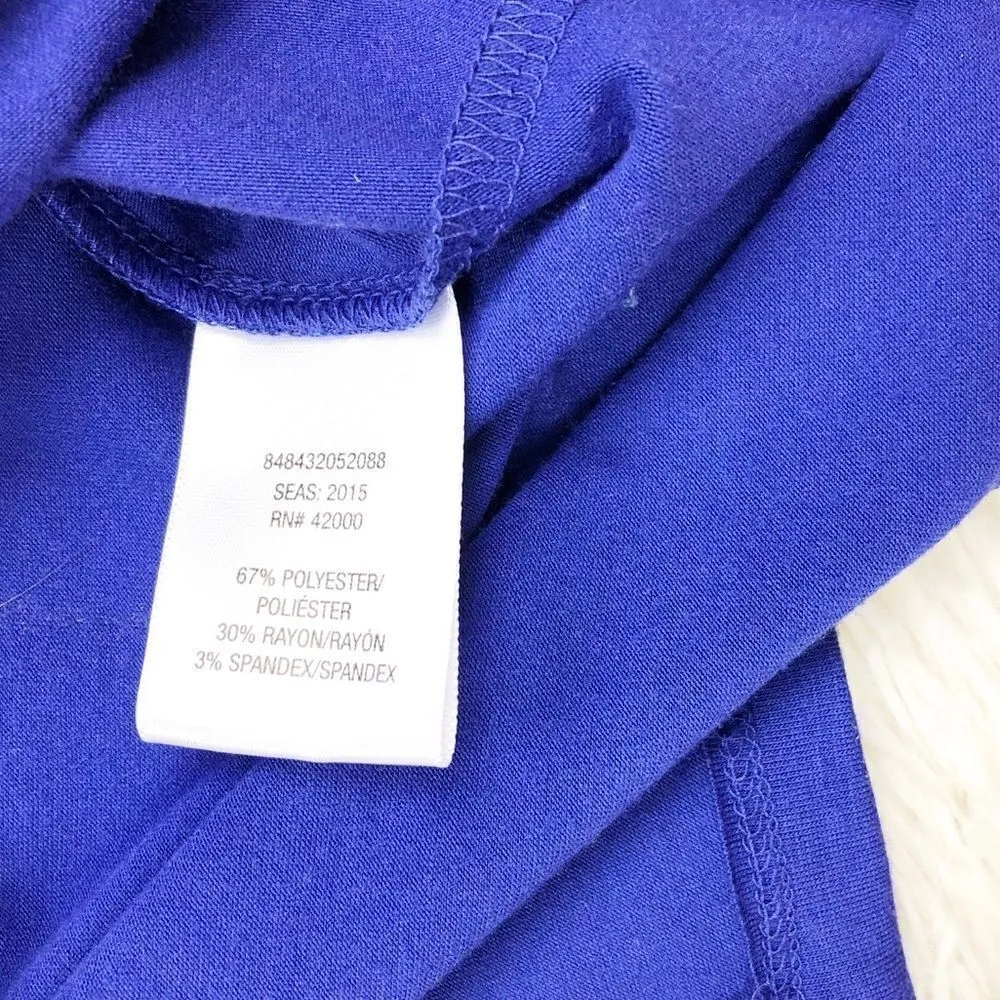 848432052088
SEAS: 2015
RN# 42000
67% POLYESTER/
POLIÉSTER
30% RAYON/RAYÓN
3% SPANDEX/SPANDEX